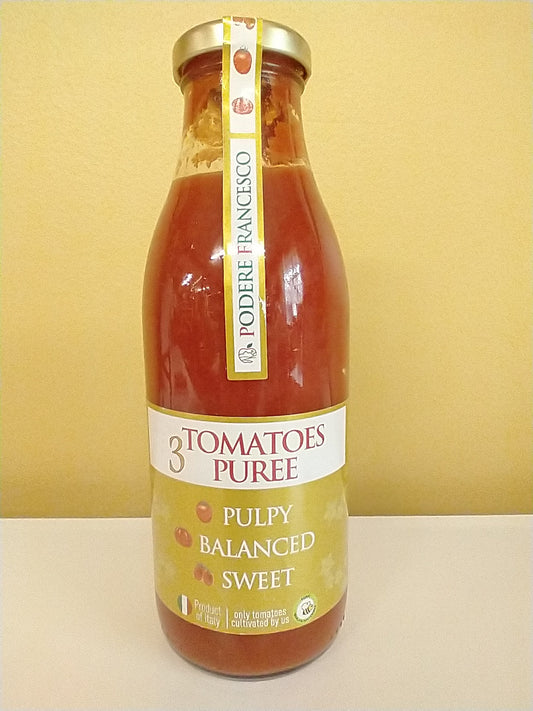 PODERE FRANCESCO
3 TOMATOES
PUREE
PULPY
BALANCED
SWEET
Product
of Italy
only tomatoes
cultivated by us